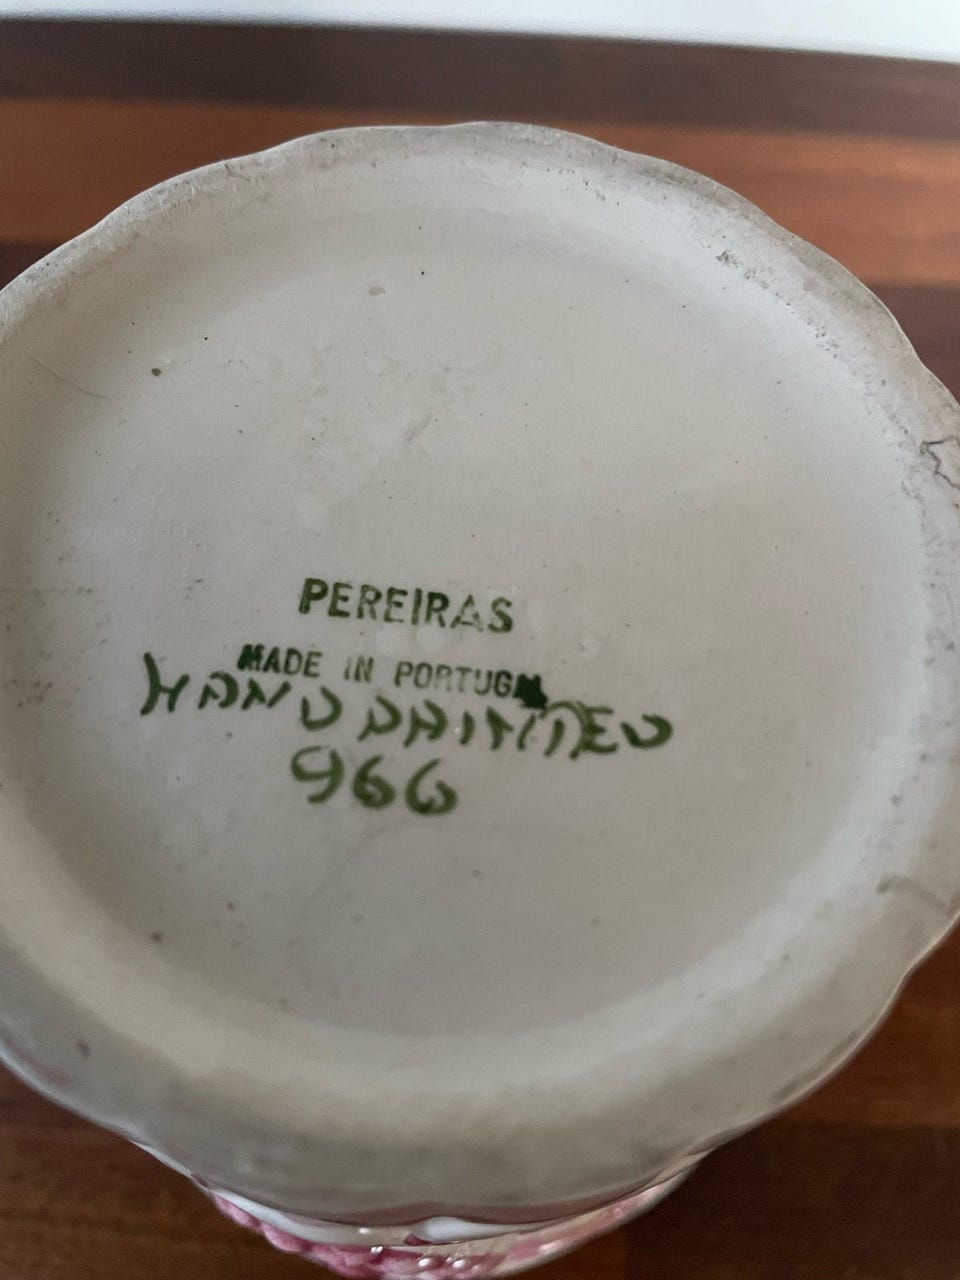 PEREIRAS
MADE IN PORTUGAL
HAND PAINTED
966